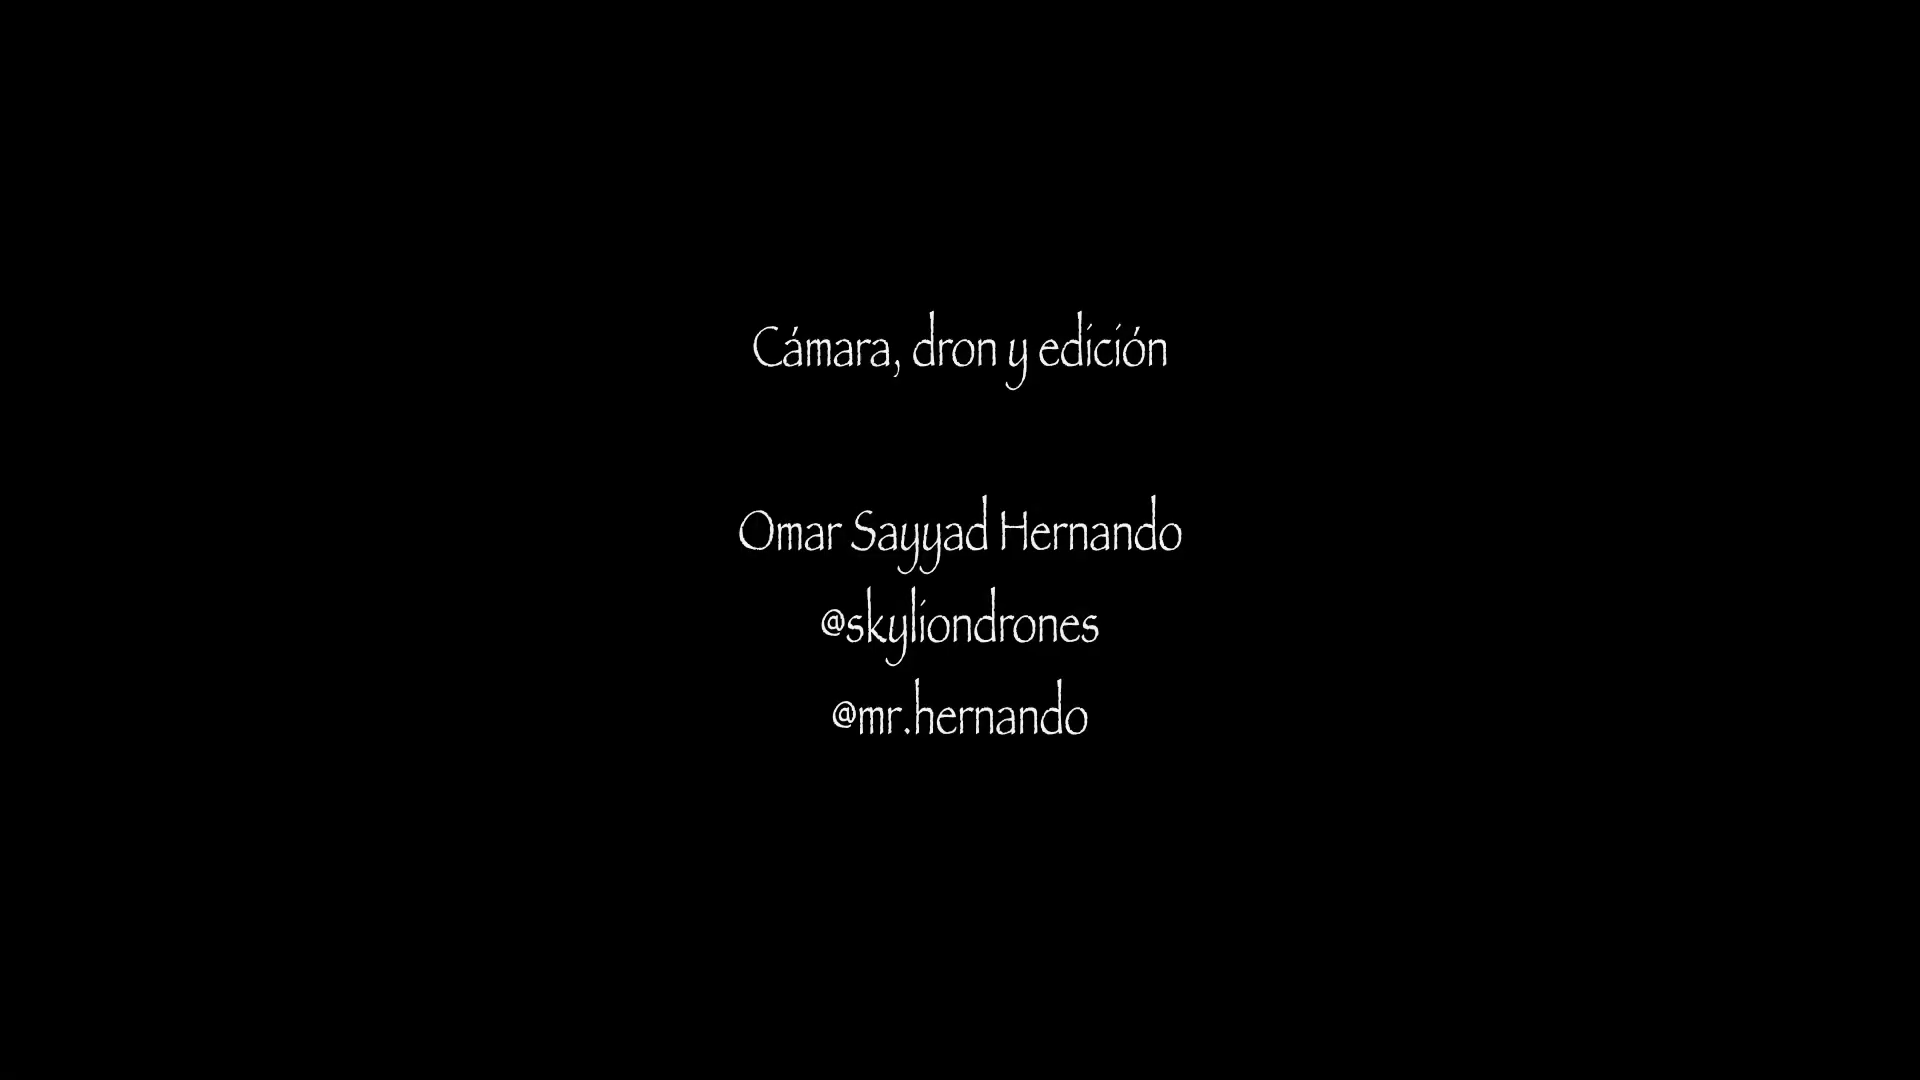 Cámara, dron y edición
Omar Sayyad Hernando
@skyliondrones
@mr.hernando